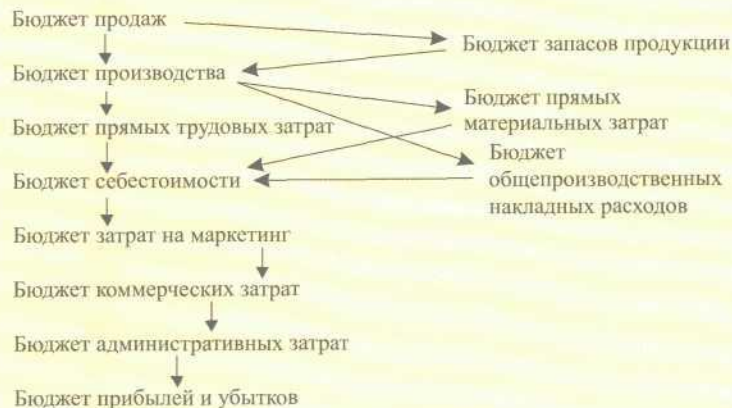 Бюджет продаж
Бюджет запасов продукции
Бюджет производства
Бюджет прямых
материальных затрат
Бюджет прямых трудовых затрат
Бюджет
общепроизводственных
накладных расходов
Бюджет себестоимости
Бюджет затрат на маркетинг
Бюджет коммерческих затрат
Бюджет административных затрат
Бюджет прибылей и убытков